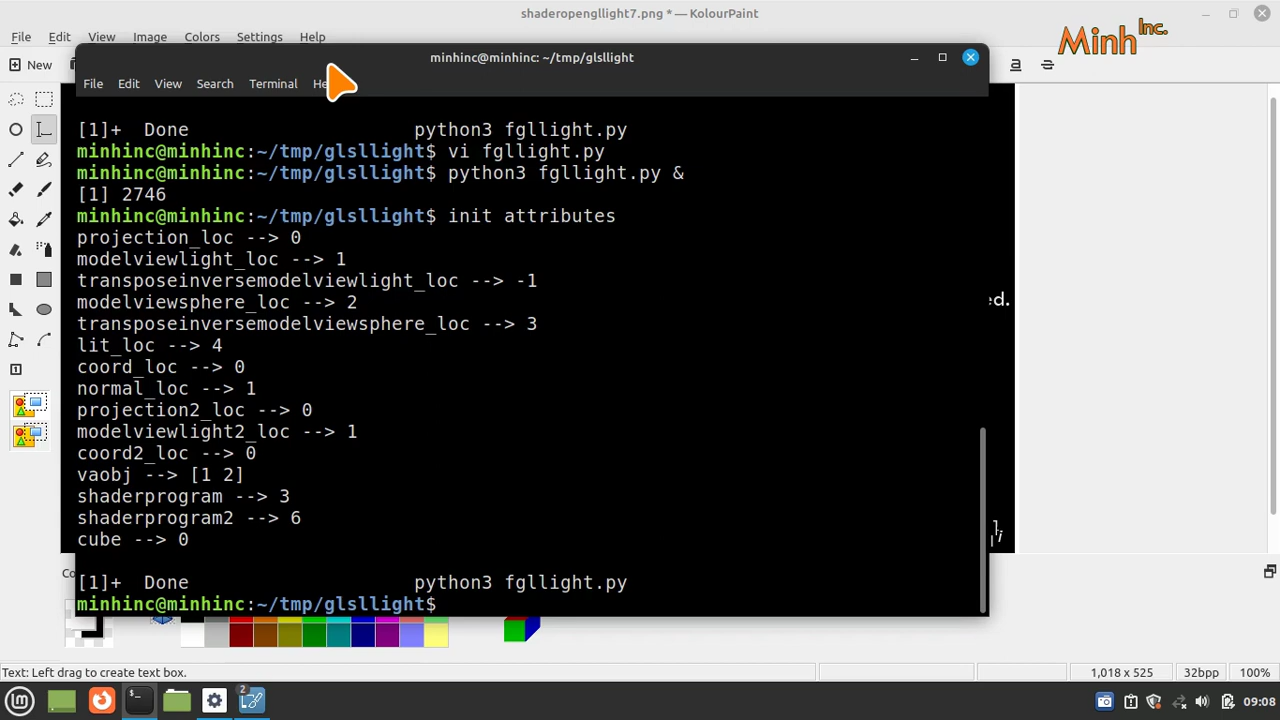 shaderopengllight7.png * — KolourPaint
File Edit View Image Colors Settings Help
Minh Inc.
New
minhinc@minhinc: ~/tmp/glsllight
File Edit View Search Terminal He
[1]+  Done                    python3 fgllight.py
minhinc@minhinc:~/tmp/glsllight$ vi fgllight.py
minhinc@minhinc:~/tmp/glsllight$ python3 fgllight.py &
[1] 2746
minhinc@minhinc:~/tmp/glsllight$ init attributes
projection_loc --> 0
modelviewlight_loc --> 1
transposeinversemodelviewlight_loc --> -1
modelviewsphere_loc --> 2
transposeinversemodelviewsphere_loc --> 3
lit_loc --> 4
coord_loc --> 0
normal_loc --> 1
projection2_loc --> 0
modelviewlight2_loc --> 1
coord2_loc --> 0
vaobj --> [1 2]
shaderprogram --> 3
shaderprogram2 --> 6
cube --> 0
[1]+  Done                    python3 fgllight.py
minhinc@minhinc:~/tmp/glsllight$
ed.
Co
Text: Left drag to create text box.
1,018 x 525
32bpp
100%
2
09:08